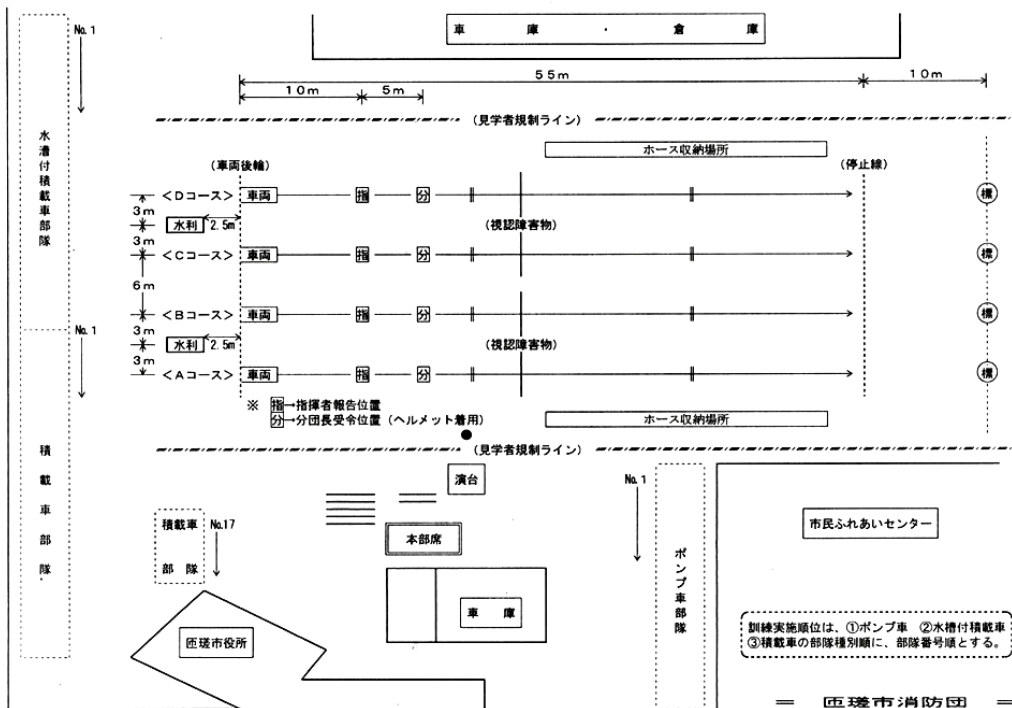 車庫・倉庫
No.1
55m
10m
10m
5m
(見学者規制ライン)
ホース収納場所
(車両後輪)
(停止線)
水槽付積載車部隊
<Dコース>
車両
指
分
標
3m
水利
2.5m
(視認障害物)
3m
<Cコース>
車両
指
分
標
6m
<Bコース>
車両
指
分
標
No.1
3m
水利
2.5m
(視認障害物)
3m
<Aコース>
車両
指
分
標
※ 指→指揮者報告位置
分→分団長受令位置(ヘルメット着用)
ホース収納場所
(見学者規制ライン)
積載車部隊
演台
No.1
積載車
部隊
No.17
本部席
ポンプ車部隊
市民ふれあいセンター
車庫
匝瑳市役所
訓練実施順位は、①ポンプ車 ②水槽付積載車
③積載車の部隊種別順に、部隊番号順とする。
= 匝瑳市消防団 =